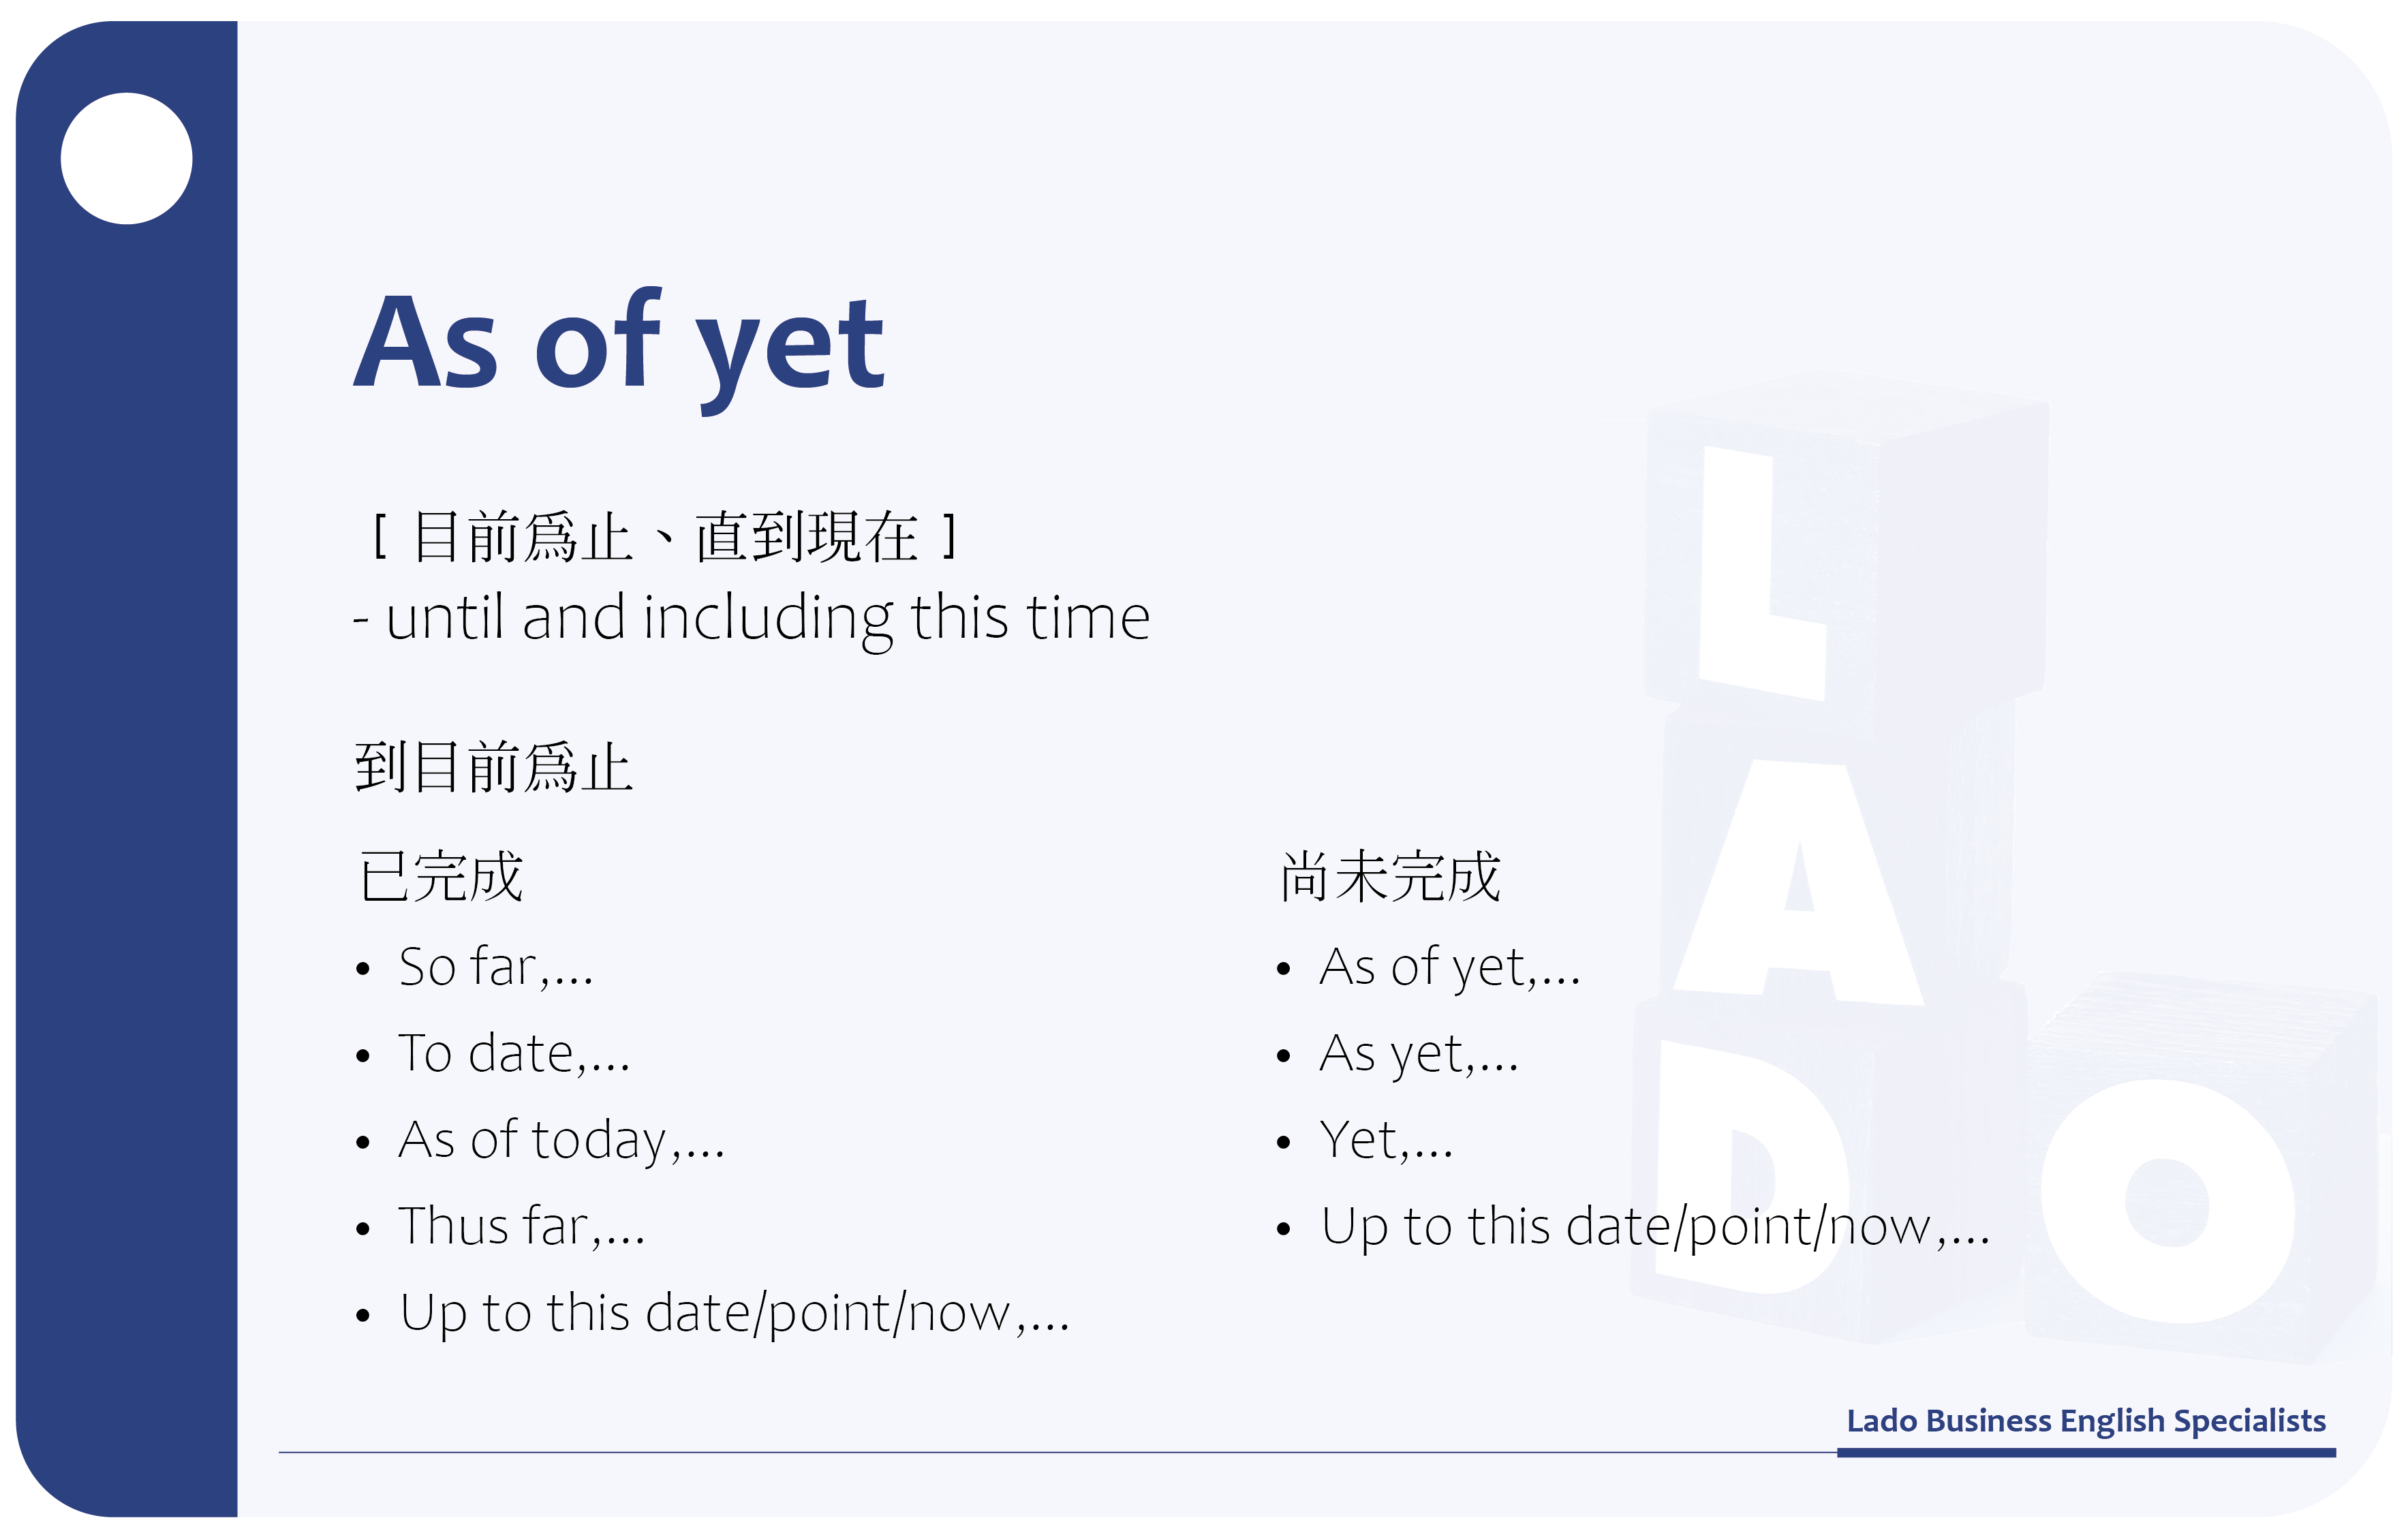 As of yet
[ 目前爲止、直到現在 ]
- until and including this time
到目前爲止
已完成
• So far,...
• To date,...
• As of today,...
• Thus far,...
• Up to this date/point/now,...
尚未完成
• As of yet,...
• As yet,...
• Yet,...
• Up to this date/point/now,...
L
A
D O
Lado Business English Specialists